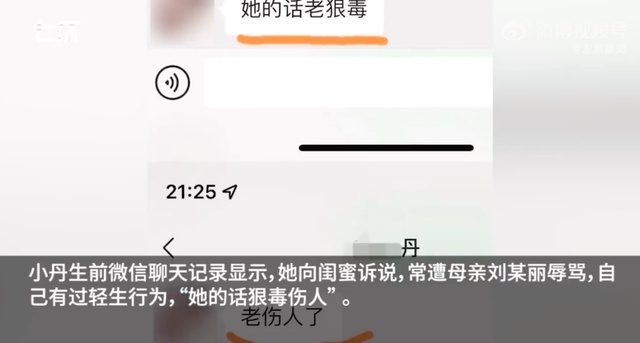 她的话老狠毒
21:25
丹
小丹生前微信聊天记录显示，她向闺蜜诉说，常遭母亲刘某丽辱骂，自
己有过轻生行为，“她的话狠毒伤人”。
老伤人了